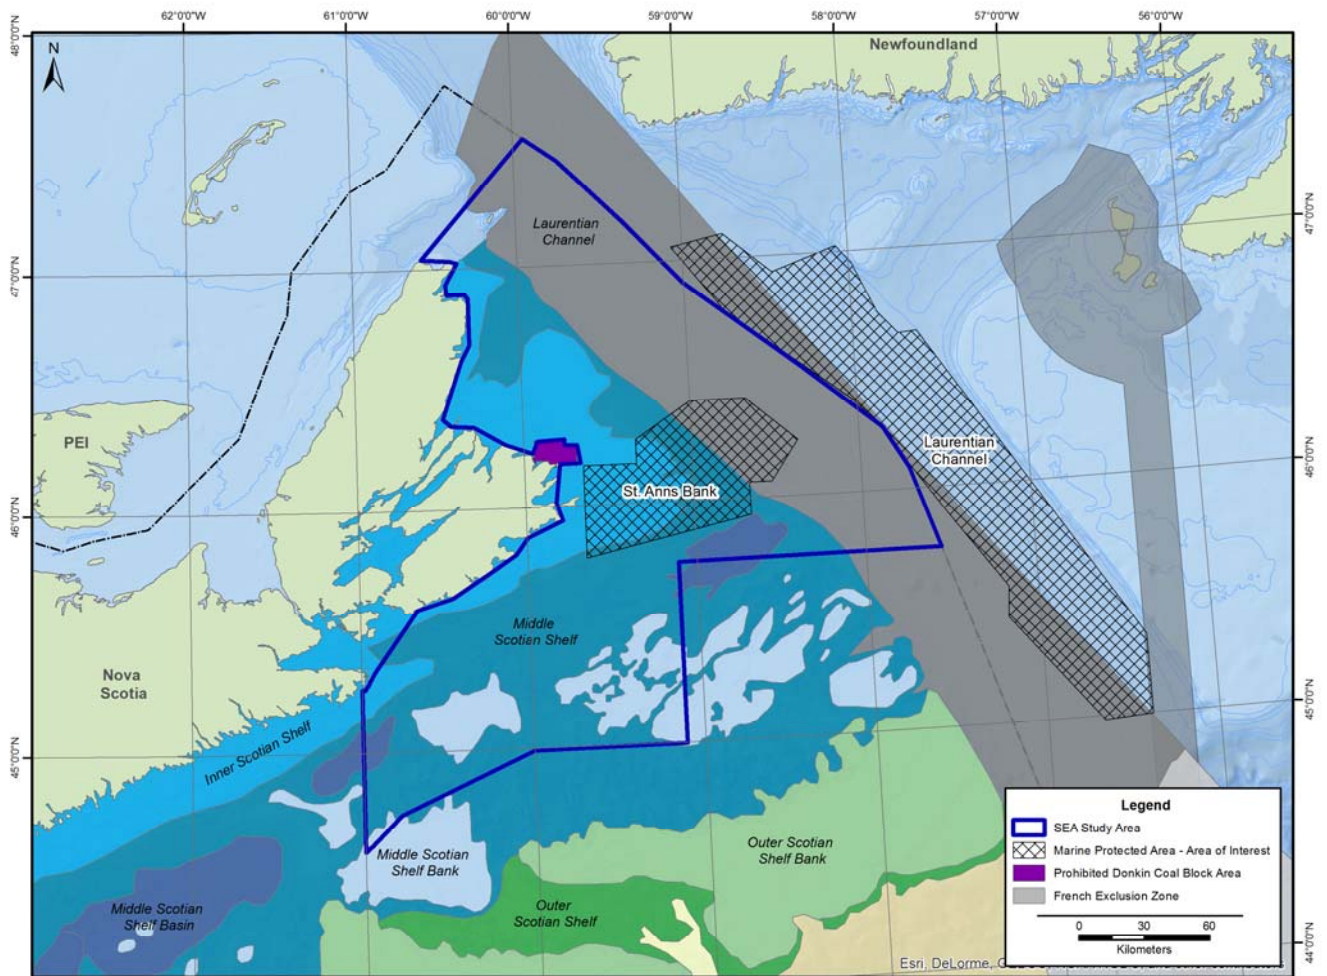 62°0'0"W
61°0'0"W
60°0'0"W
59°0'0"W
58°0'0"W
57°0'0"W
56°0'0"W
48°0'0"N
N
Newfoundland
47°0'0"N
Laurentian
Channel
47°0'0"N
PEI
46°0'0"N
Laurentian
Channel
St. Anns Bank
46°0'0"N
Middle
Scotian Shelf
Nova
Scotia
45°0'0"N
Inner Scotian Shelf
45°0'0"N
Middle Scotian
Shelf Bank
Outer Scotian
Shelf Bank
Middle Scotian
Shelf Basin
Outer
Scotian Shelf
44°0'0"N
Legend
SEA Study Area
Marine Protected Area - Area of Interest
Prohibited Donkin Coal Block Area
French Exclusion Zone
0 30 60
Kilometers
Esri, DeLorme,